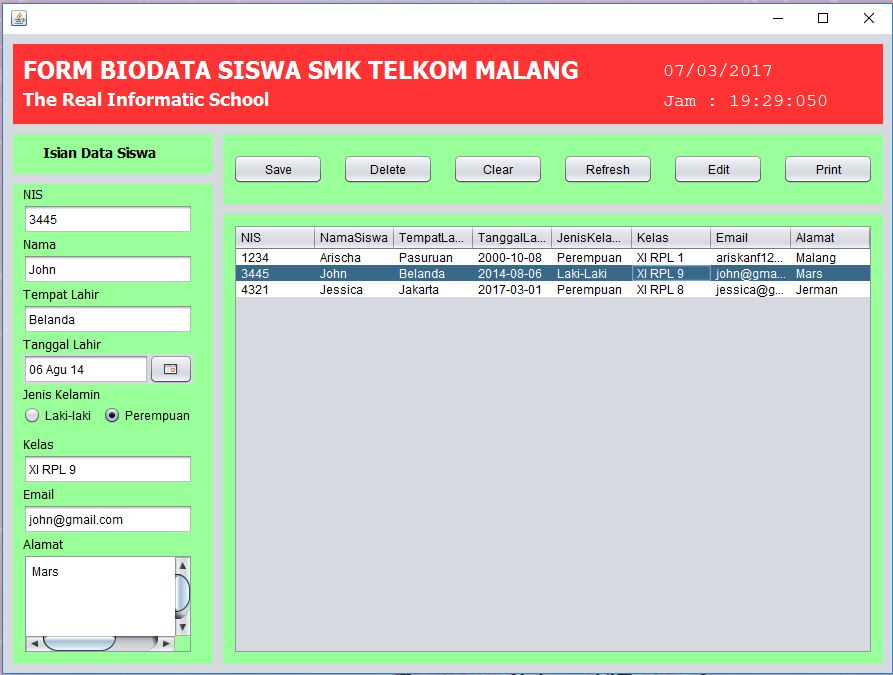 FORM BIODATA SISWA SMK TELKOM MALANG
The Real Informatic School
07/03/2017
Jam : 19:29:050
Isian Data Siswa
Save Delete Clear Refresh Edit Print
NIS
3445
Nama
John
Tempat Lahir
Belanda
Tanggal Lahir
06 Agu 14
Jenis Kelamin
Laki-laki Perempuan
Kelas
XI RPL 9
Email
john@gmail.com
Alamat
Mars
NIS NamaSiswa TempatLa... TanggalLa... JenisKela... Kelas Email Alamat
1234 Arischa Pasuruan 2000-10-08 Perempuan XI RPL 1 ariskanf12... Malang
3445 John Belanda 2014-08-06 Laki-Laki XI RPL 9 john@gma... Mars
4321 Jessica Jakarta 2017-03-01 Perempuan XI RPL 8 jessica@g... Jerman